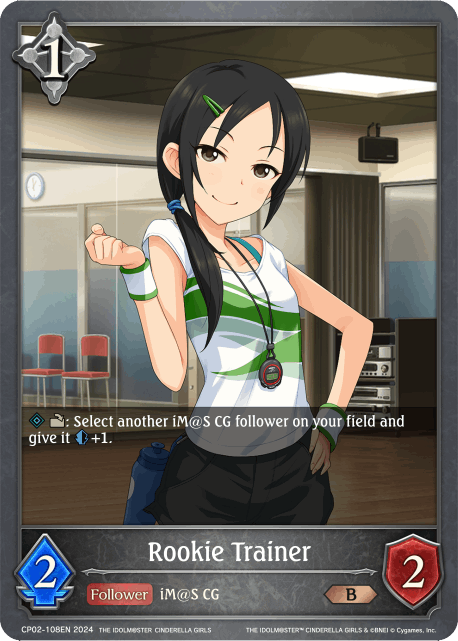 1
: Select another iM@S CG follower on your field and
give it +1.
Rookie Trainer
2
Follower iM@S CG B
2
CP02-108EN 2024 THE IDOLM@STER CINDERELLA GIRLS THE IDOLM@STER™ CINDERELLA GIRLS & ©BNEI © Cygames, Inc.